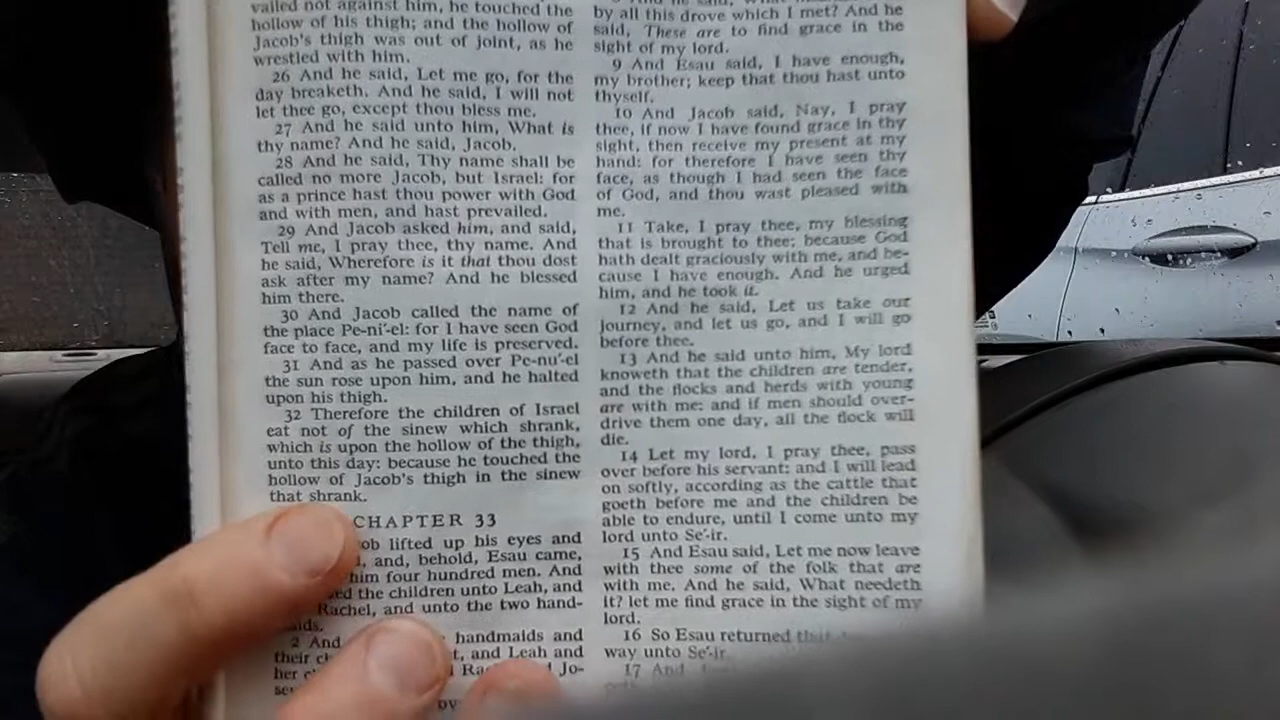 vailed not against him, he touched the
hollow of his thigh; and the hollow of
Jacob's thigh was out of joint, as he
wrestled with him.
26 And he said, Let me go, for the
day breaketh. And he said, I will not
let thee go, except thou bless me.
27 And he said unto him, What is
thy name? And he said, Jacob.
28 And he said, Thy name shall be
called no more Jacob, but Israel: for
as a prince hast thou power with God
and with men, and hast prevailed.
29 And Jacob asked him, and said,
Tell me, I pray thee, thy name. And
he said, Wherefore is it that thou dost
ask after my name? And he blessed
him there.
30 And Jacob called the name of
the place Pe-ni′-el: for I have seen God
face to face, and my life is preserved.
31 And as he passed over Pe-nu′-el
the sun rose upon him, and he halted
upon his thigh.
32 Therefore the children of Israel
eat not of the sinew which shrank,
which is upon the hollow of the thigh,
unto this day: because he touched the
hollow of Jacob's thigh in the sinew
that shrank.
CHAPTER 33
ob lifted up his eyes and
, and, behold, Esau came,
him four hundred men. And
ed the children unto Leah, and
Rachel, and unto the two hand-
aids.
2 And handmaids and
their t, and Leah and
her Jo-
by all this drove which I met? And he
said, These are to find grace in the
sight of my lord.
9 And Esau said, I have enough,
my brother; keep that thou hast unto
thyself.
10 And Jacob said, Nay, I pray
thee, if now I have found grace in thy
sight, then receive my present at my
hand: for therefore I have seen thy
face, as though I had seen the face
of God, and thou wast pleased with
me.
11 Take, I pray thee, my blessing
that is brought to thee; because God
hath dealt graciously with me, and be-
cause I have enough. And he urged
him, and he took it.
12 And he said, Let us take our
journey, and let us go, and I will go
before thee.
13 And he said unto him, My lord
knoweth that the children are tender,
and the flocks and herds with young
are with me: and if men should over-
drive them one day, all the flock will
die.
14 Let my lord, I pray thee, pass
over before his servant: and I will lead
on softly, according as the cattle that
goeth before me and the children be
able to endure, until I come unto my
lord unto Se′-ir.
15 And Esau said, Let me now leave
with thee some of the folk that are
with me. And he said, What needeth
it? let me find grace in the sight of my
lord.
16 So Esau returned that
way unto Se′-ir.
17 And